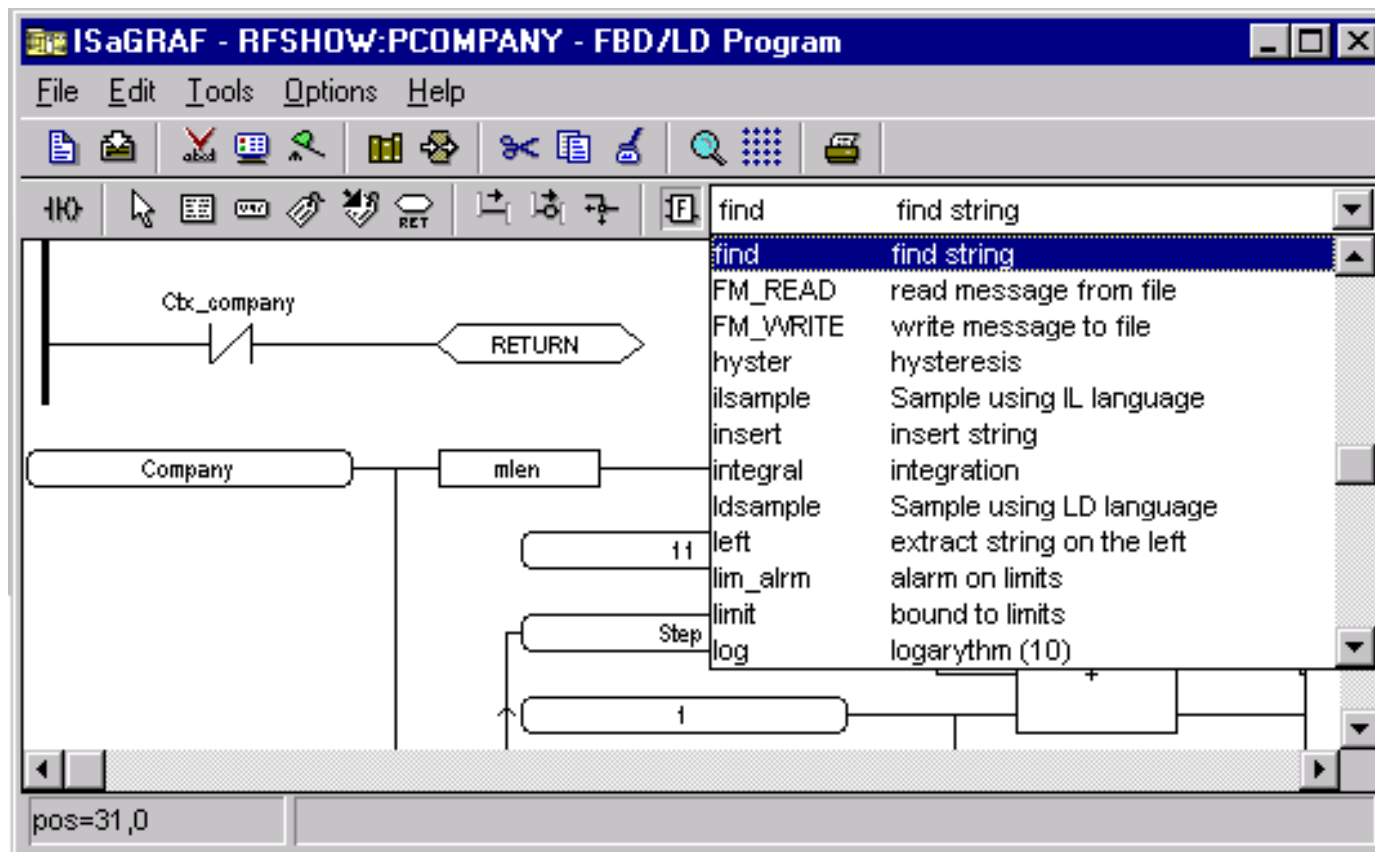 ISaGRAF - RFSHOW:PCOMPANY - FBD/LD Program
File Edit Tools Options Help
abcd
VAR RET F find find string
find find string
FM_READ read message from file
FM_WRITE write message to file
hyster hysteresis
ilsample Sample using IL language
insert insert string
integral integration
ldsample Sample using LD language
left extract string on the left
lim_alrm alarm on limits
limit bound to limits
log logarythm (10)
Ctx_company
RETURN
Company mlen
11
Step
1
+
pos=31,0